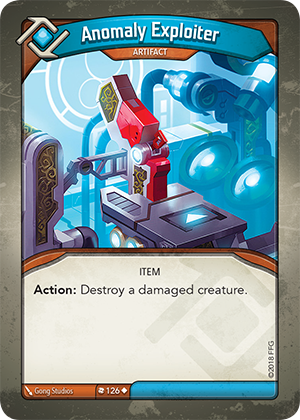 Anomaly Exploiter
ARTIFACT
ITEM
Action: Destroy a damaged creature.
Gong Studios
126
©2018 FFG